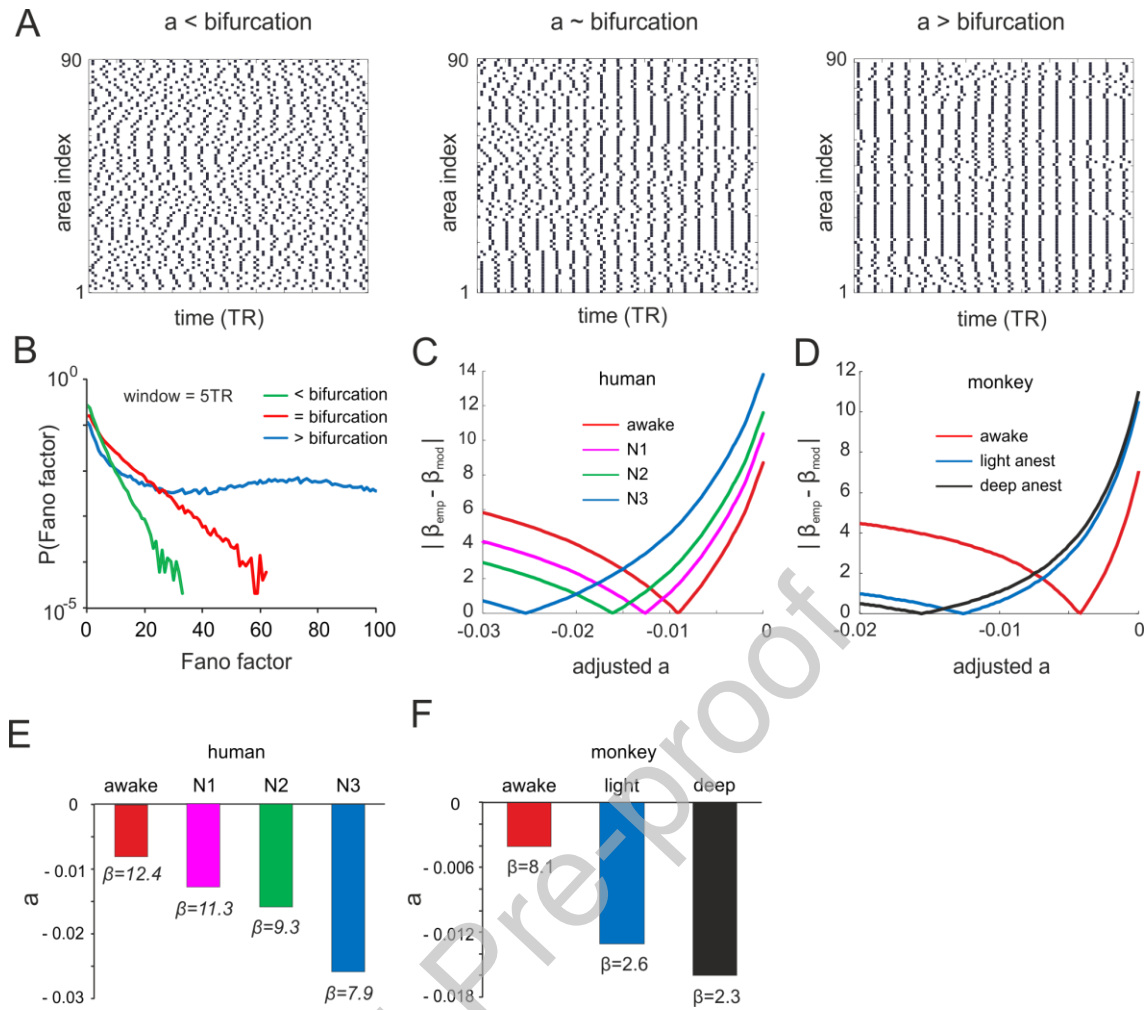 A
a < bifurcation
a ~ bifurcation
a > bifurcation
90
area index
1
time (TR)
90
area index
1
time (TR)
90
area index
1
time (TR)
B
10^0
P(Fano factor)
10^-5
window = 5TR
< bifurcation
= bifurcation
> bifurcation
0 20 40 60 80 100
Fano factor
C
human
14
12
10
8
6
4
2
0
| β_emp - β_mod |
awake
N1
N2
N3
-0.03 -0.02 -0.01 0
adjusted a
D
monkey
12
10
8
6
4
2
0
| β_emp - β_mod |
awake
light anest
deep anest
-0.02 -0.01 0
adjusted a
E
human
awake N1 N2 N3
0
- 0.01
- 0.02
- 0.03
a
β=12.4
β=11.3
β=9.3
β=7.9
F
monkey
awake light deep
0
- 0.006
- 0.012
- 0.018
a
β=8.1
β=2.6
β=2.3
Pre-proof